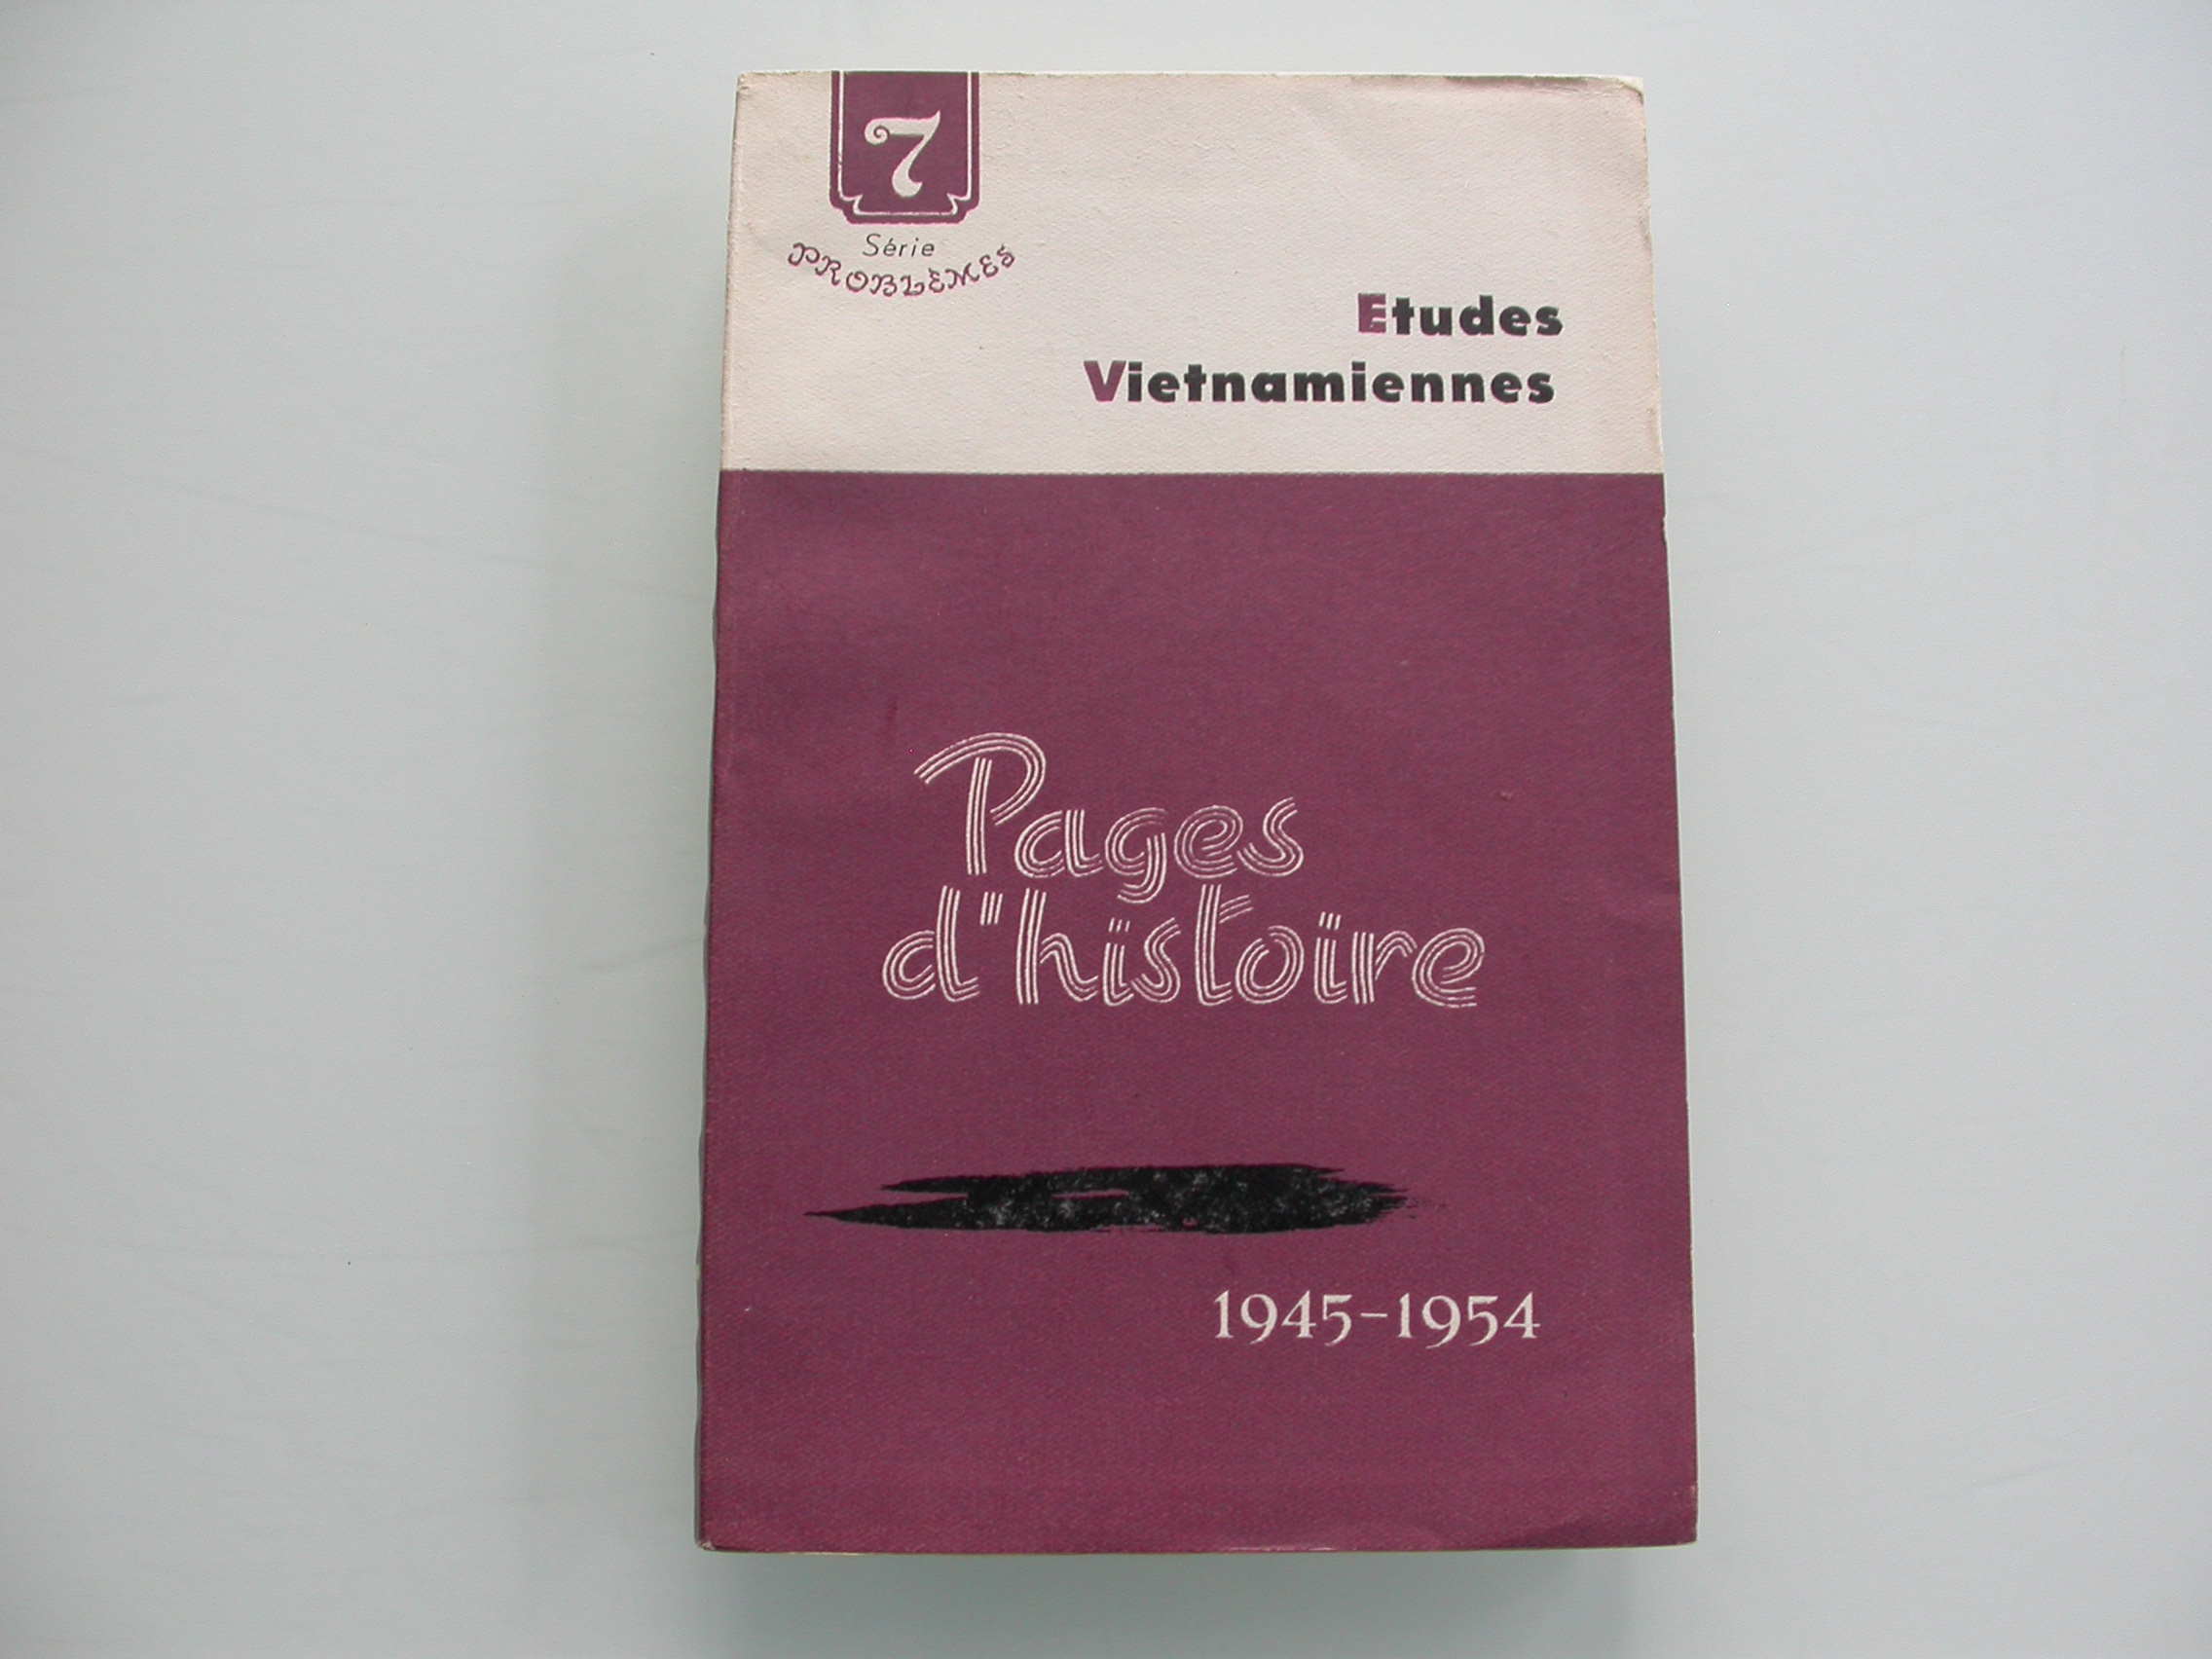 7
Série
PROBLÈMES
Etudes
Vietnamiennes
Pages
d'histoire
1945-1954